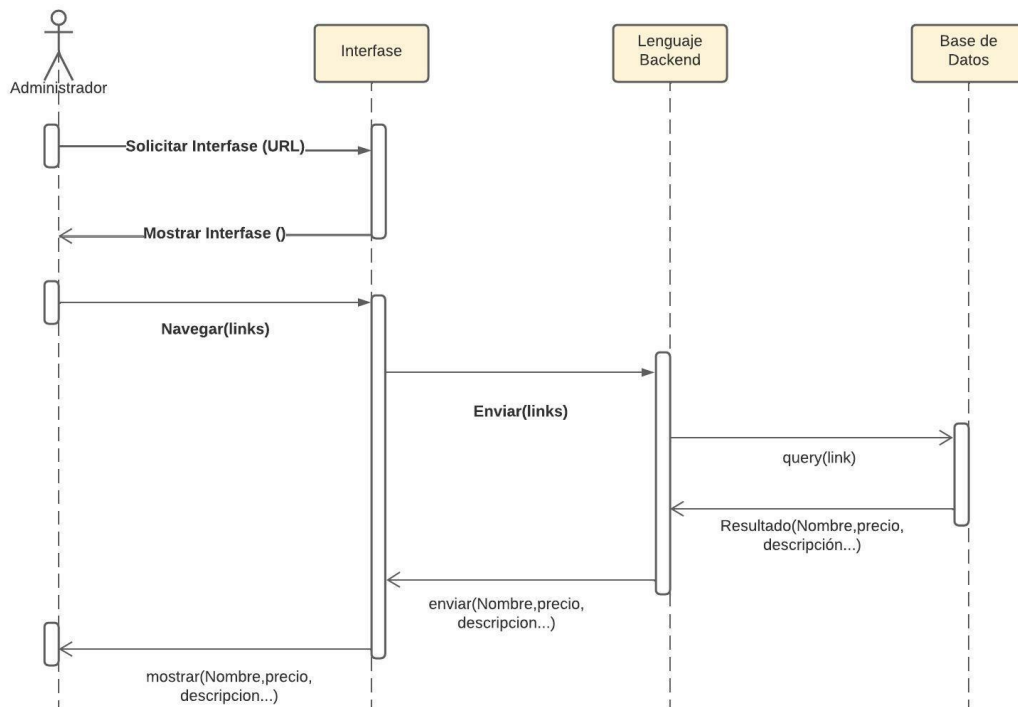 Administrador
Interfase
Lenguaje
Backend
Base de
Datos
Solicitar Interfase (URL)
Mostrar Interfase ()
Navegar(links)
Enviar(links)
query(link)
Resultado(Nombre,precio,
descripción...)
enviar(Nombre,precio,
descripcion...)
mostrar(Nombre,precio,
descripcion...)